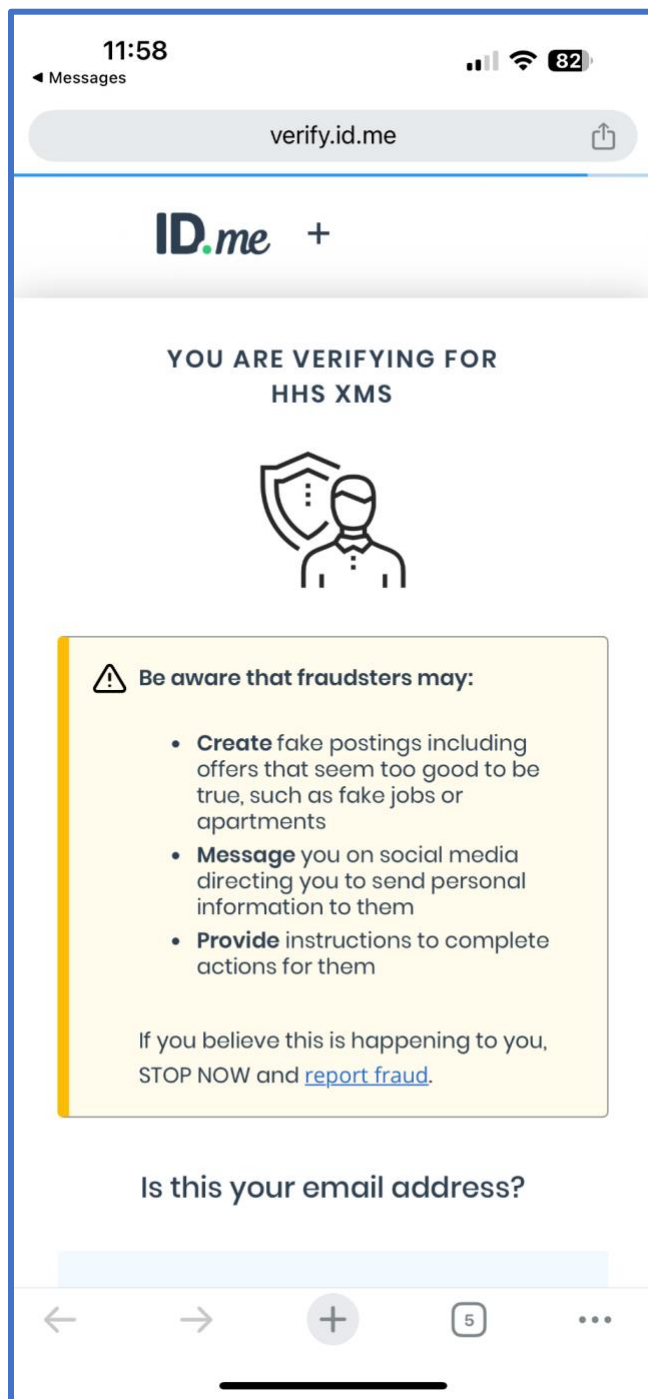 11:58
82
◀ Messages
verify.id.me
ID.me +
YOU ARE VERIFYING FOR
HHS XMS
Be aware that fraudsters may:
• Create fake postings including
offers that seem too good to be
true, such as fake jobs or
apartments
• Message you on social media
directing you to send personal
information to them
• Provide instructions to complete
actions for them
If you believe this is happening to you,
STOP NOW and report fraud.
Is this your email address?
5